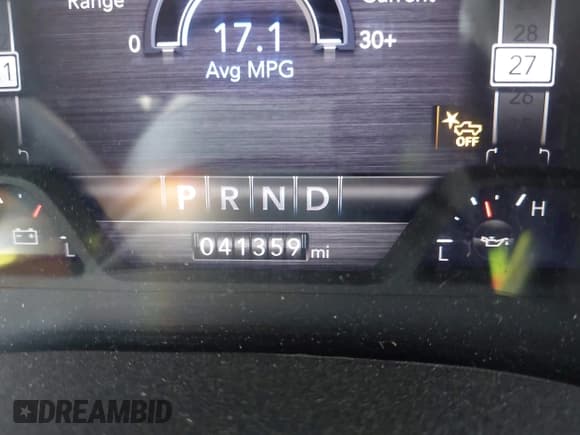 Range
Current
0 17.1 30+
Avg MPG
28
27
26
OFF
P R N D
H
041359 mi
L
L
DREAMBID